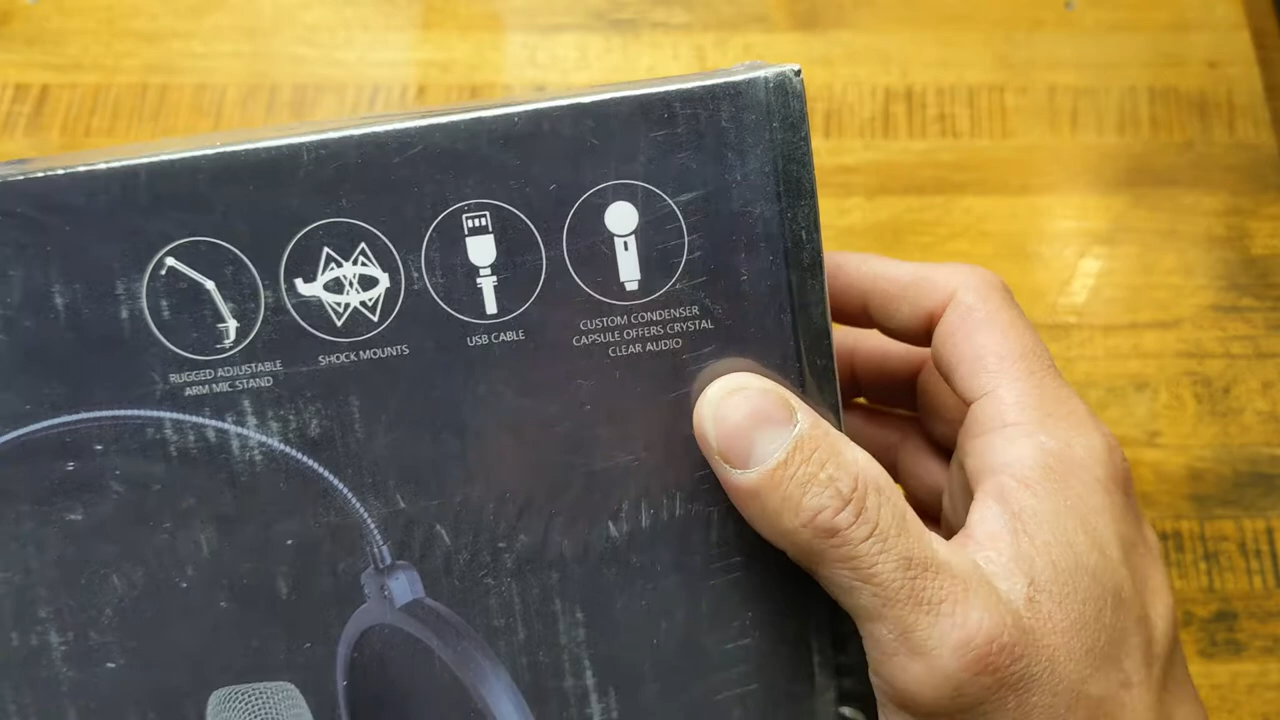 RUGGED ADJUSTABLE
ARM MIC STAND
SHOCK MOUNTS
USB CABLE
CUSTOM CONDENSER
CAPSULE OFFERS CRYSTAL
CLEAR AUDIO